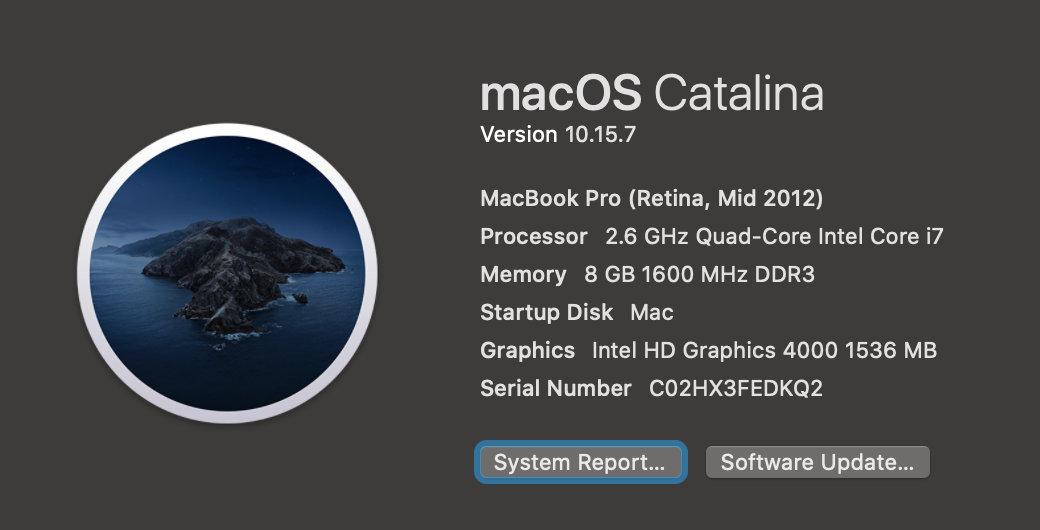 macOS Catalina
Version 10.15.7
MacBook Pro (Retina, Mid 2012)
Processor 2.6 GHz Quad-Core Intel Core i7
Memory 8 GB 1600 MHz DDR3
Startup Disk Mac
Graphics Intel HD Graphics 4000 1536 MB
Serial Number C02HX3FEDKQ2
System Report... Software Update...